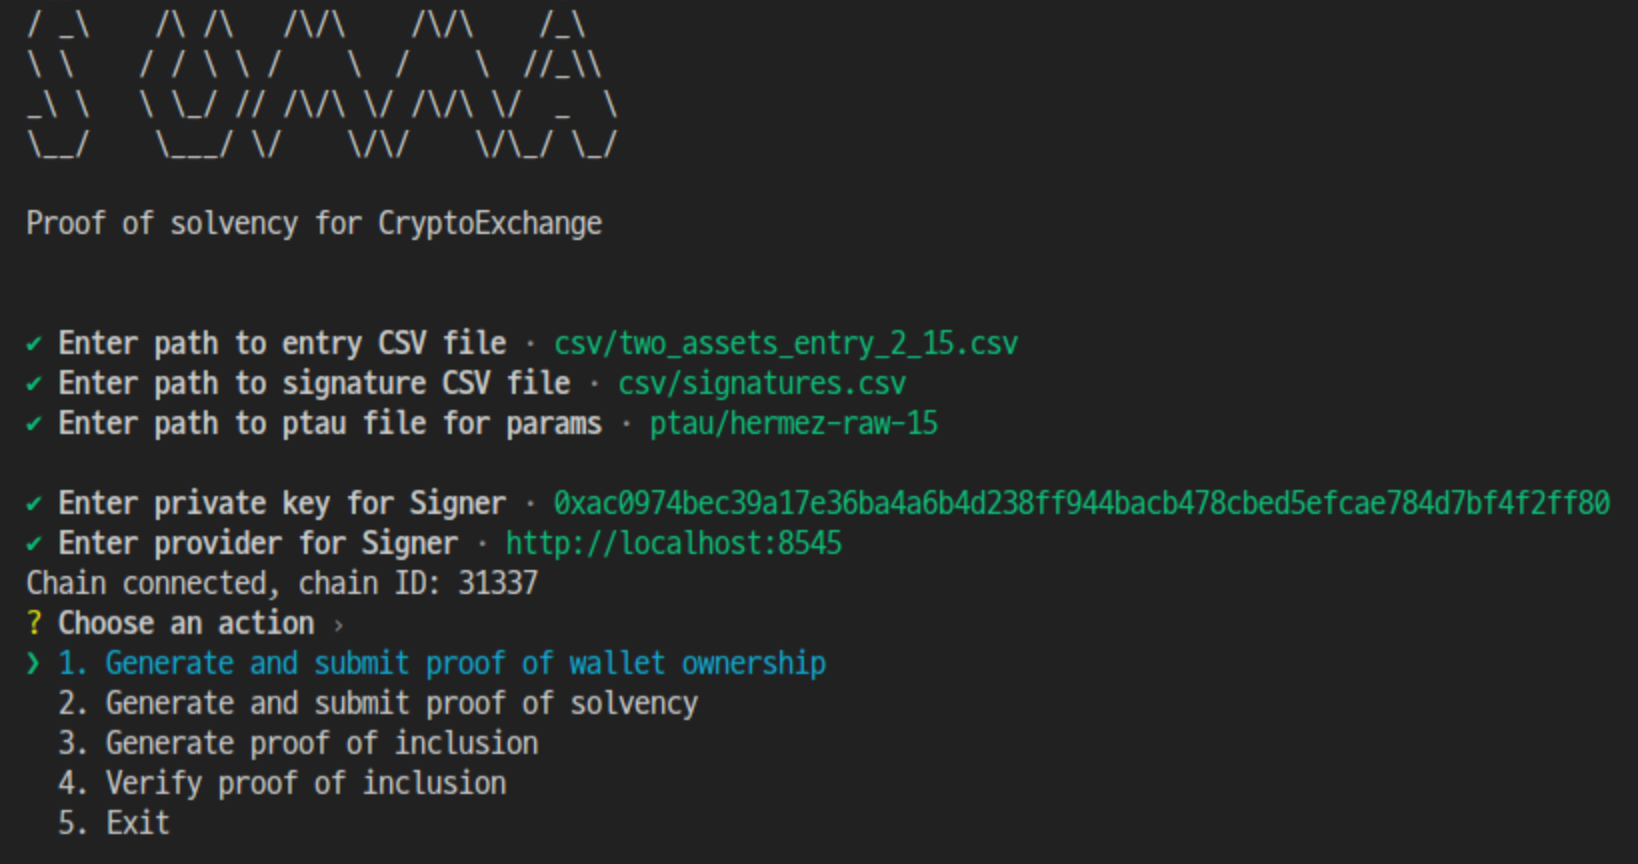 SUMMA
Proof of solvency for CryptoExchange
✔ Enter path to entry CSV file · csv/two_assets_entry_2_15.csv
✔ Enter path to signature CSV file · csv/signatures.csv
✔ Enter path to ptau file for params · ptau/hermez-raw-15
✔ Enter private key for Signer · 0xac0974bec39a17e36ba4a6b4d238ff944bacb478cbed5efcae784d7bf4f2ff80
✔ Enter provider for Signer · http://localhost:8545
Chain connected, chain ID: 31337
? Choose an action ›
❯ 1. Generate and submit proof of wallet ownership
2. Generate and submit proof of solvency
3. Generate proof of inclusion
4. Verify proof of inclusion
5. Exit